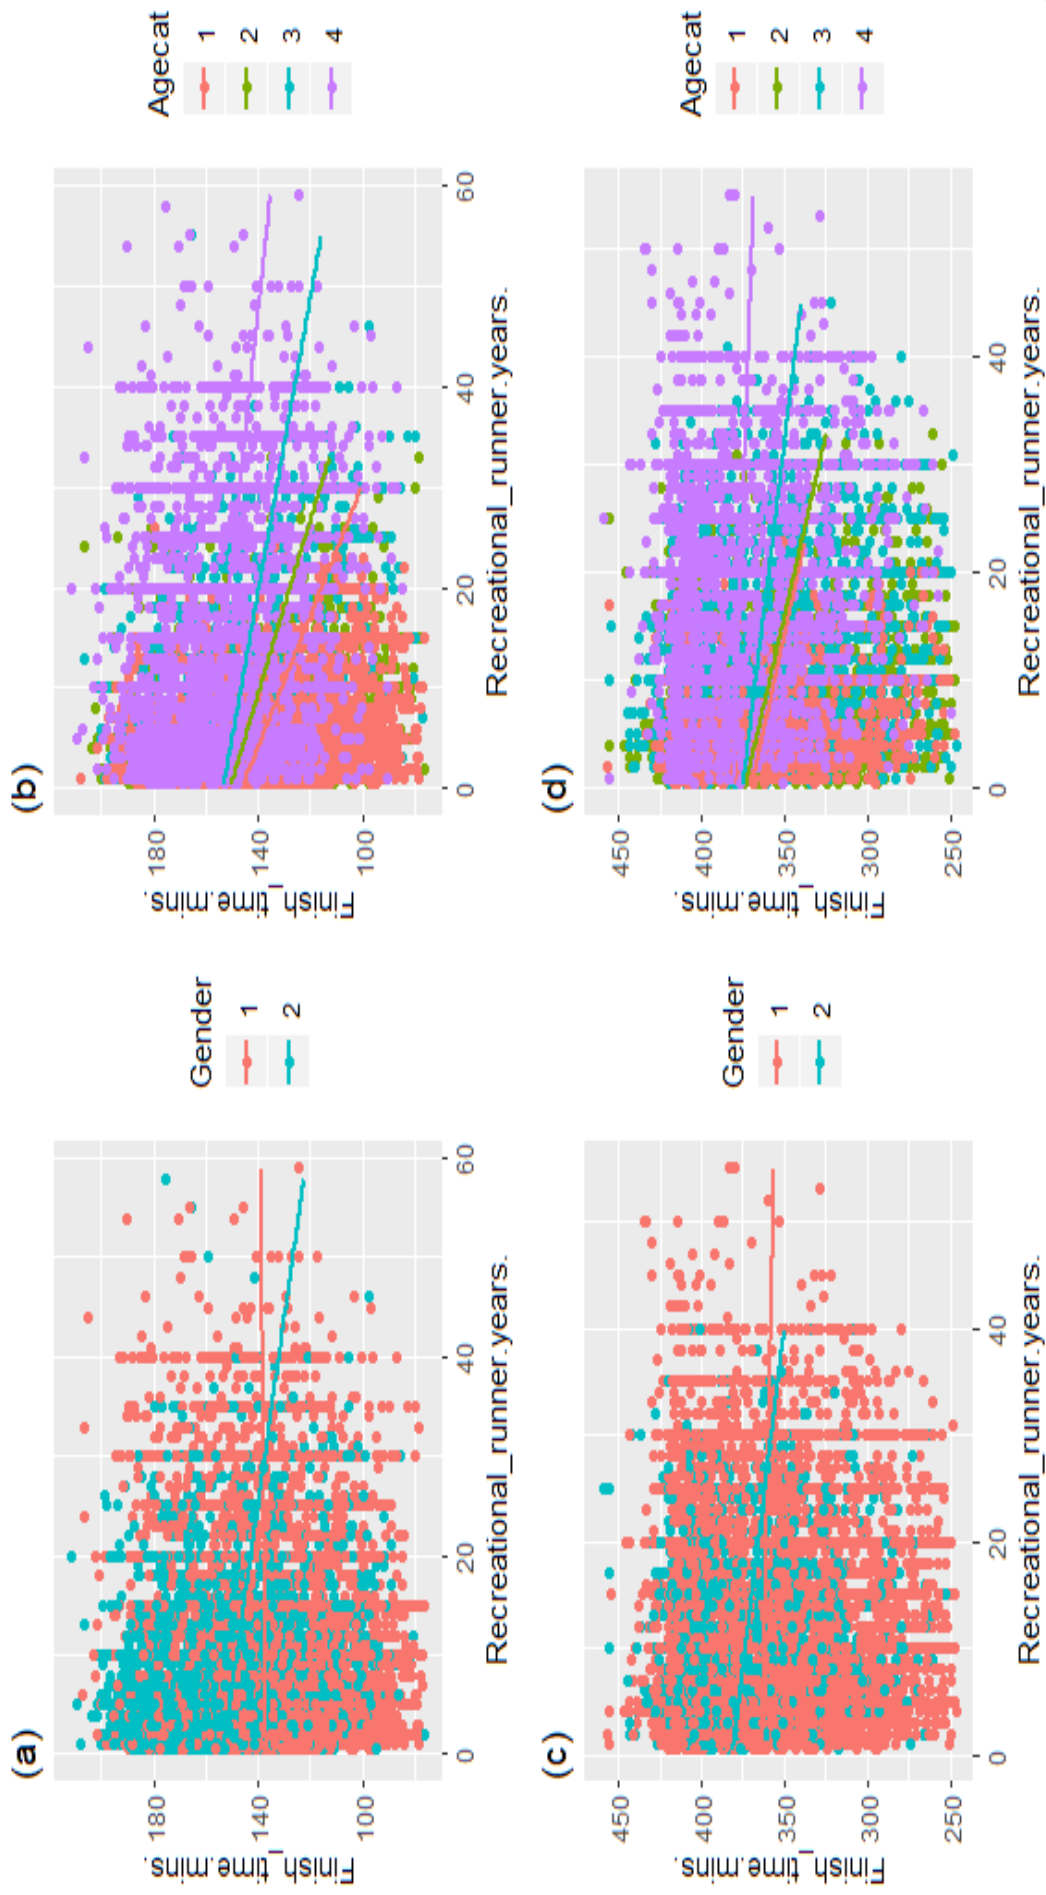 (a)
Finish_time.mins.
180
140
100
0
20
40
60
Recreational_runner.years.
Gender
1
2
(b)
Finish_time.mins.
180
140
100
0
20
40
60
Recreational_runner.years.
Agecat
1
2
3
4
(c)
Finish_time.mins.
450
400
350
300
250
0
20
40
Recreational_runner.years.
Gender
1
2
(d)
Finish_time.mins.
450
400
350
300
250
0
20
40
Recreational_runner.years.
Agecat
1
2
3
4